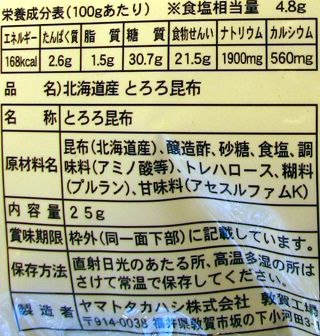 栄養成分表(100gあたり) ※食塩相当量 4.8g
エネルギー たんぱく質 脂質 糖質 食物せんい ナトリウム カルシウム
168kcal 2.6g 1.5g 30.7g 21.5g 1900mg 560mg
品名 北海道産 とろろ昆布
名称 とろろ昆布
原材料名 昆布(北海道産)、醸造酢、砂糖、食塩、調
味料(アミノ酸等)、トレハロース、糊料
(プルラン)、甘味料(アセスルファムK)
内容量 25g
賞味期限 枠外(同一面下部)に記載しています。
保存方法 直射日光のあたる所、高温多湿の所は
さけて常温で保存してください。
製造者 ヤマトタカハシ株式会社 敦賀工場
〒914-0038 福井県敦賀市坂の下小河田3